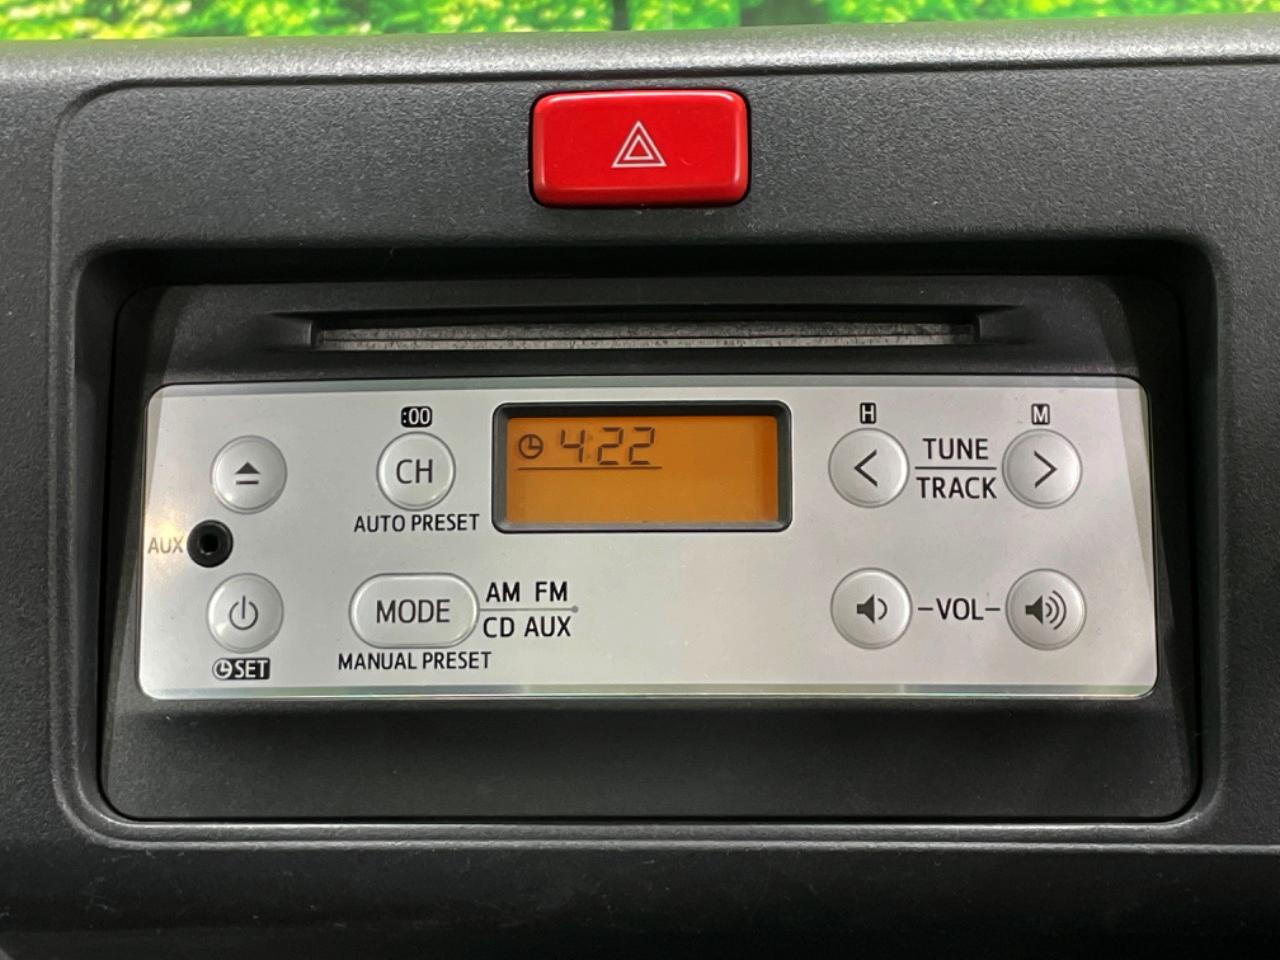 :00
H
M
CH
4:22
<
TUNE
>
TRACK
AUTO PRESET
AUX
MODE
AM FM
CD AUX
-VOL-
SET
MANUAL PRESET